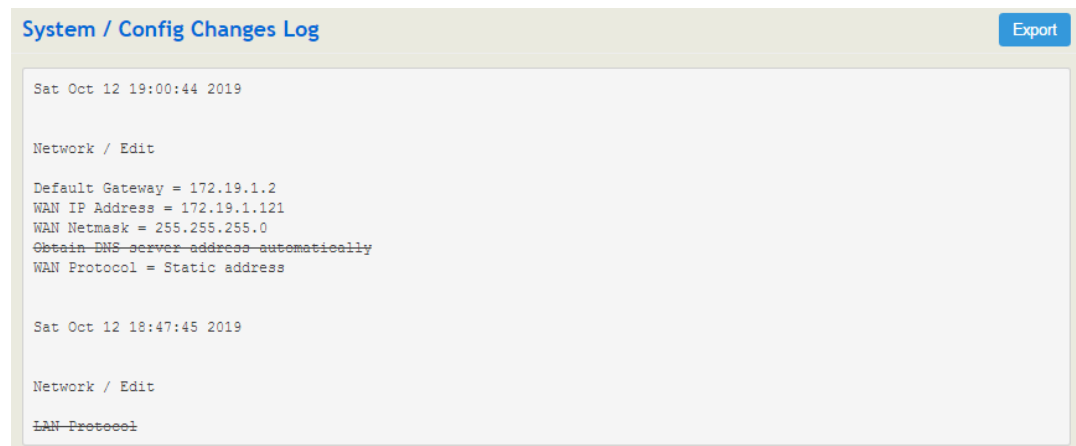 System / Config Changes Log
Export
Sat Oct 12 19:00:44 2019
Network / Edit
Default Gateway = 172.19.1.2
WAN IP Address = 172.19.1.121
WAN Netmask = 255.255.255.0
Obtain DNS server address automatically
WAN Protocol = Static address
Sat Oct 12 18:47:45 2019
Network / Edit
LAN Protocol